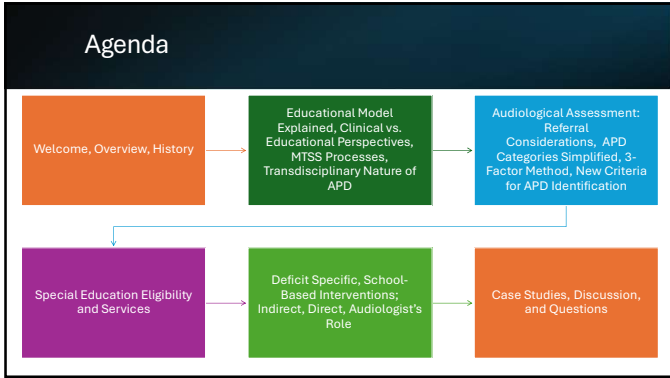 Agenda
Welcome, Overview, History
Educational Model
Explained, Clinical vs.
Educational Perspectives,
MTSS Processes,
Transdisciplinary Nature of
APD
Audiological Assessment:
Referral
Considerations, APD
Categories Simplified, 3-
Factor Method, New Criteria
for APD Identification
Special Education Eligibility
and Services
Deficit Specific, School-
Based Interventions;
Indirect, Direct, Audiologist's
Role
Case Studies, Discussion,
and Questions